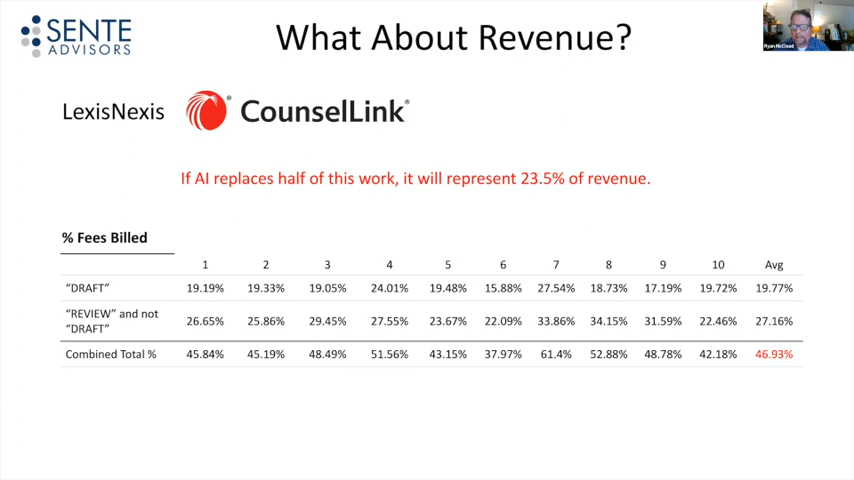 SENTE
ADVISORS
What About Revenue?
Ryan McClead
LexisNexis ® CounselLink®
If AI replaces half of this work, it will represent 23.5% of revenue.
% Fees Billed
1 2 3 4 5 6 7 8 9 10 Avg
“DRAFT” 19.19% 19.33% 19.05% 24.01% 19.48% 15.88% 27.54% 18.73% 17.19% 19.72% 19.77%
“REVIEW” and not
“DRAFT” 26.65% 25.86% 29.45% 27.55% 23.67% 22.09% 33.86% 34.15% 31.59% 22.46% 27.16%
Combined Total % 45.84% 45.19% 48.49% 51.56% 43.15% 37.97% 61.4% 52.88% 48.78% 42.18% 46.93%